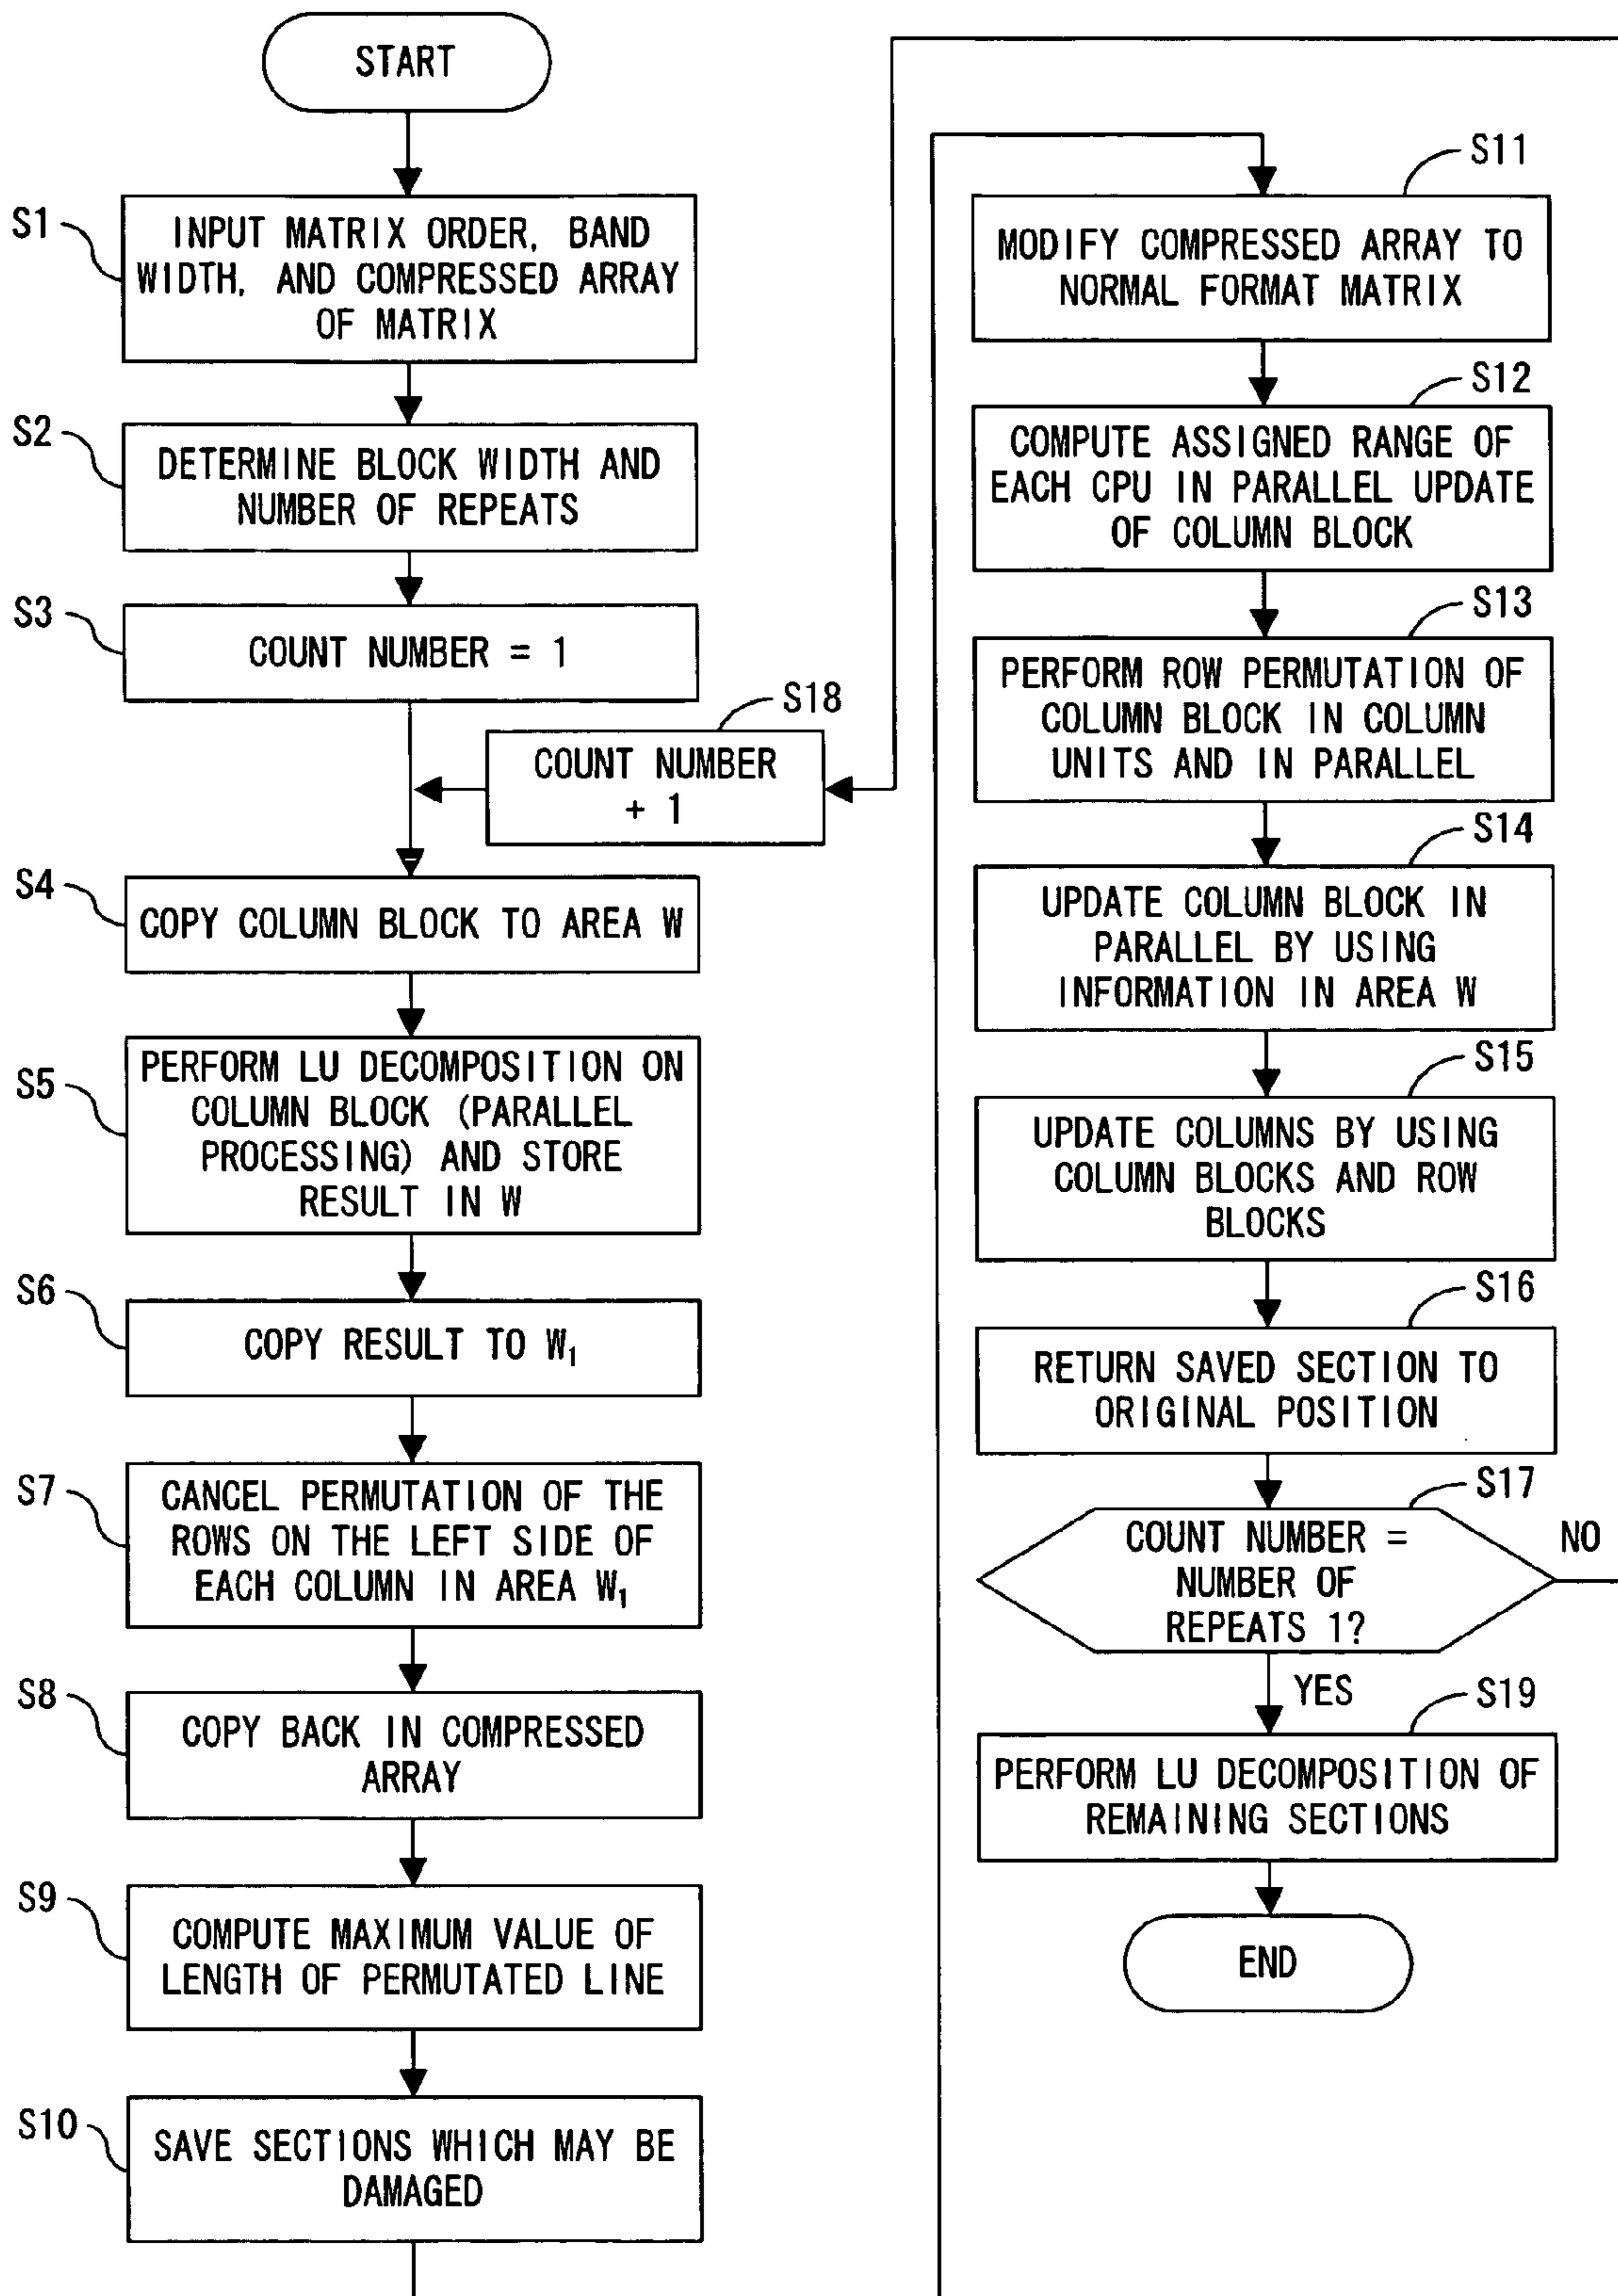 START
S1
INPUT MATRIX ORDER, BAND
WIDTH, AND COMPRESSED ARRAY
OF MATRIX
S2
DETERMINE BLOCK WIDTH AND
NUMBER OF REPEATS
S3
COUNT NUMBER = 1
S18
COUNT NUMBER
+ 1
S4
COPY COLUMN BLOCK TO AREA W
S5
PERFORM LU DECOMPOSITION ON
COLUMN BLOCK (PARALLEL
PROCESSING) AND STORE
RESULT IN W
S6
COPY RESULT TO W₁
S7
CANCEL PERMUTATION OF THE
ROWS ON THE LEFT SIDE OF
EACH COLUMN IN AREA W₁
S8
COPY BACK IN COMPRESSED
ARRAY
S9
COMPUTE MAXIMUM VALUE OF
LENGTH OF PERMUTATED LINE
S10
SAVE SECTIONS WHICH MAY BE
DAMAGED
S11
MODIFY COMPRESSED ARRAY TO
NORMAL FORMAT MATRIX
S12
COMPUTE ASSIGNED RANGE OF
EACH CPU IN PARALLEL UPDATE
OF COLUMN BLOCK
S13
PERFORM ROW PERMUTATION OF
COLUMN BLOCK IN COLUMN
UNITS AND IN PARALLEL
S14
UPDATE COLUMN BLOCK IN
PARALLEL BY USING
INFORMATION IN AREA W
S15
UPDATE COLUMNS BY USING
COLUMN BLOCKS AND ROW
BLOCKS
S16
RETURN SAVED SECTION TO
ORIGINAL POSITION
S17
COUNT NUMBER =
NUMBER OF
REPEATS 1?
NO
YES
S19
PERFORM LU DECOMPOSITION OF
REMAINING SECTIONS
END